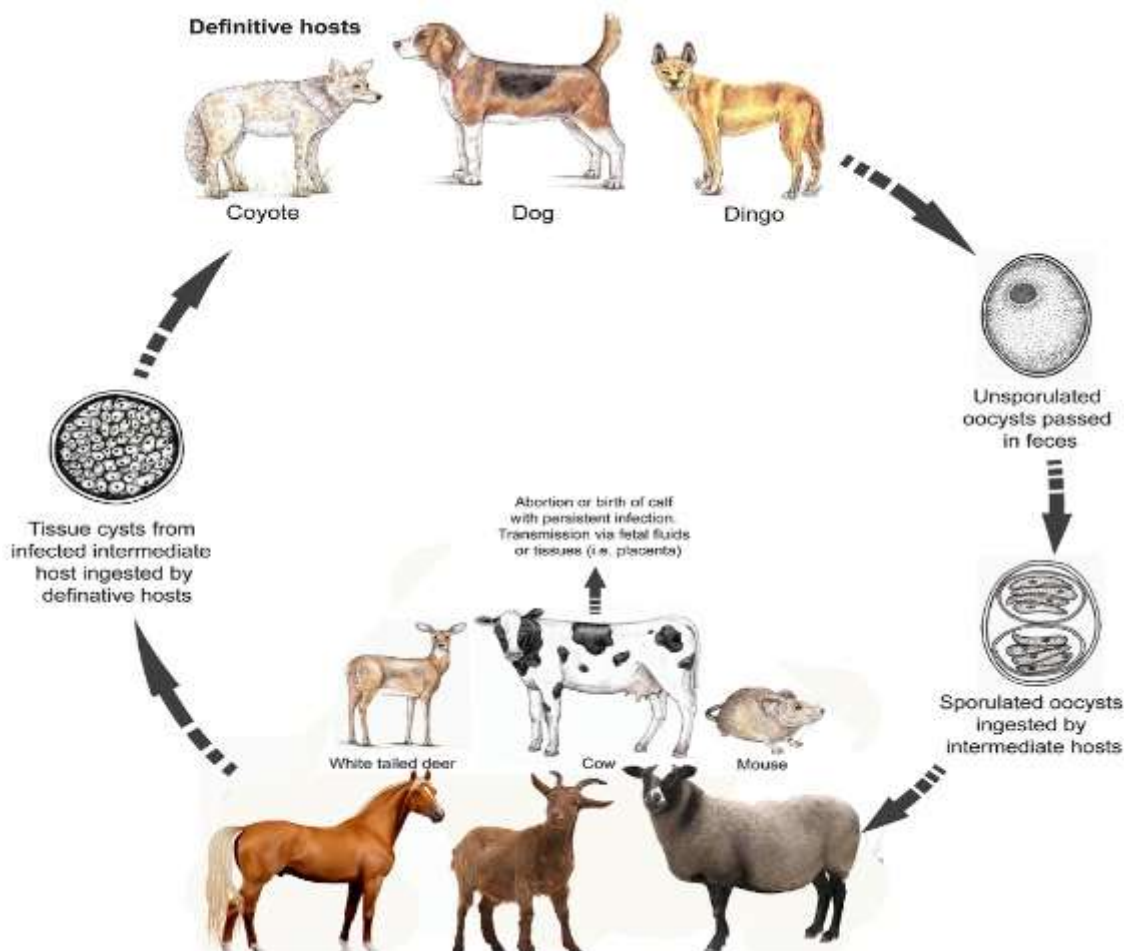 Definitive hosts
Coyote
Dog
Dingo
Unsporulated
oocysts passed
in feces
Sporulated oocysts
ingested by
intermediate hosts
Abortion or birth of calf
with persistent infection.
Transmission via fetal fluids
or tissues (i.e. placenta)
White tailed deer
Cow
Mouse
Tissue cysts from
infected intermediate
host ingested by
definative hosts